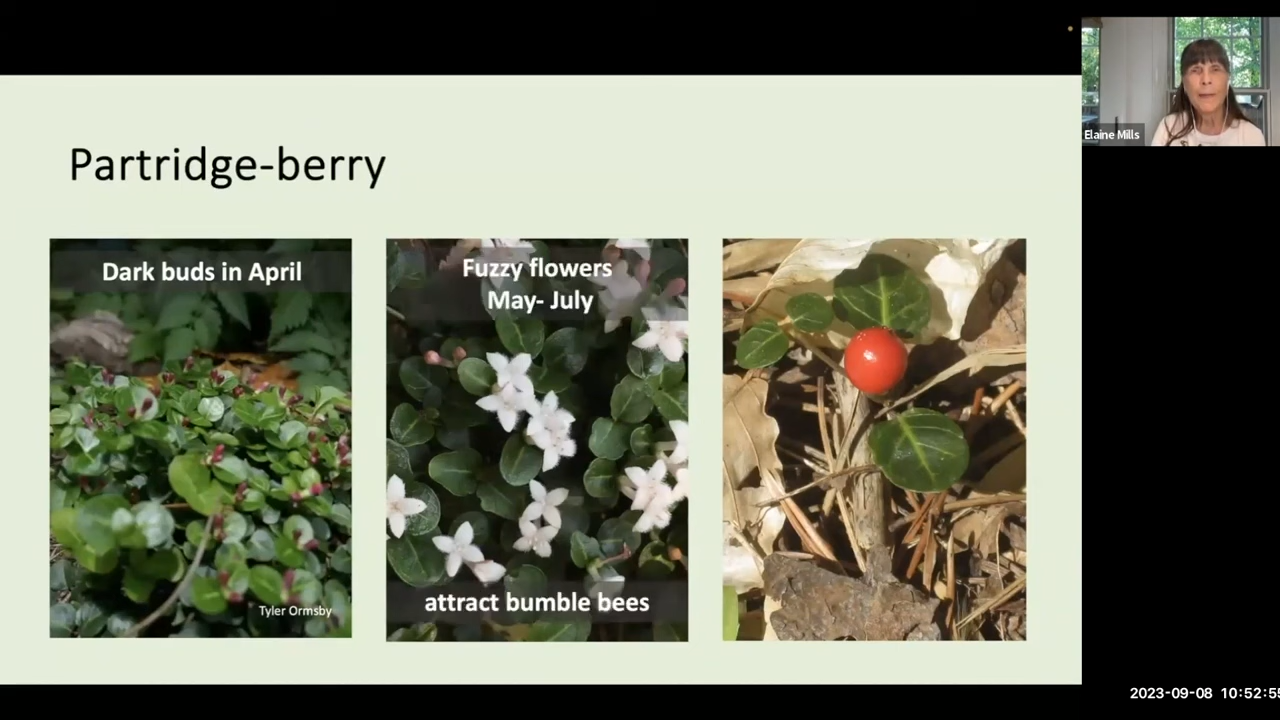 Elaine Mills
Partridge-berry
Dark buds in April
Tyler Ormsby
Fuzzy flowers
May- July
attract bumble bees
2023-09-08 10:52:55